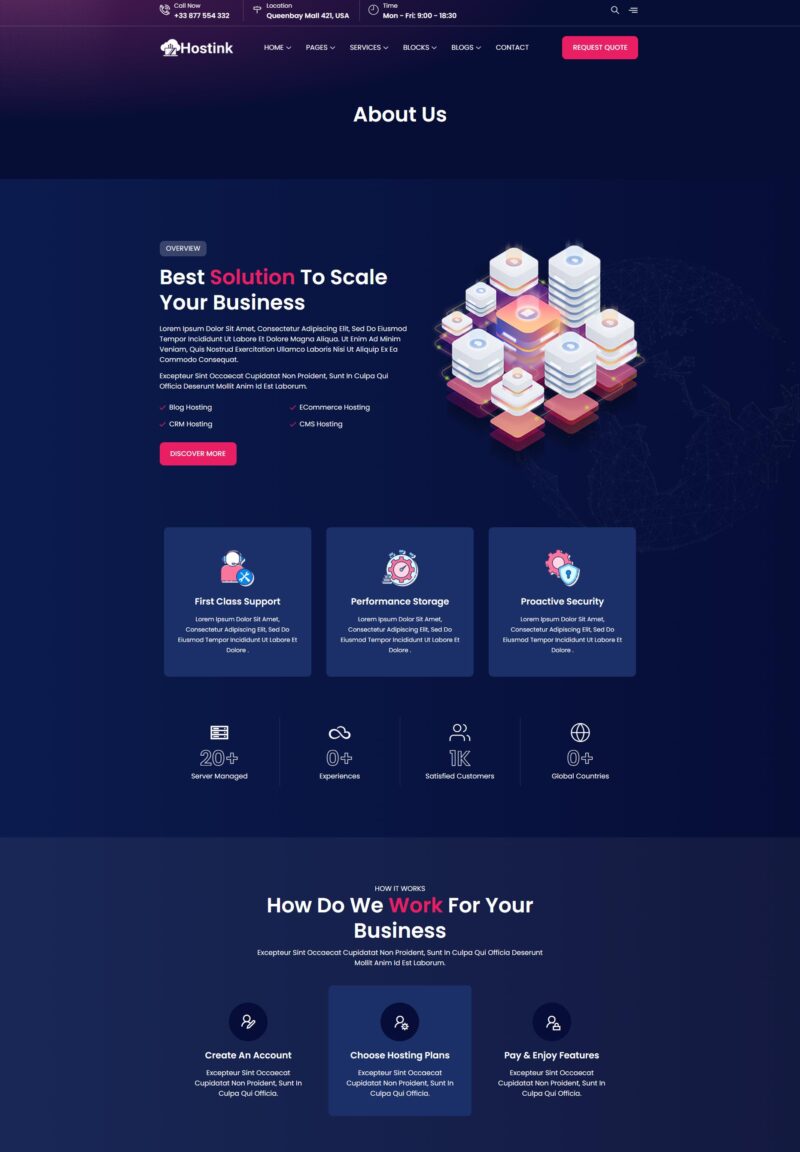 Call Now
+33 877 554 332
Location
Queenbay Mall 421, USA
Time
Mon - Fri: 9:00 - 18:30
Hostink
HOME
PAGES
SERVICES
BLOCKS
BLOGS
CONTACT
REQUEST QUOTE
About Us
OVERVIEW
Best Solution To Scale
Your Business
Lorem Ipsum Dolor Sit Amet, Consectetur Adipiscing Elit, Sed Do Eiusmod
Tempor Incididunt Ut Labore Et Dolore Magna Aliqua. Ut Enim Ad Minim
Veniam, Quis Nostrud Exercitation Ullamco Laboris Nisi Ut Aliquip Ex Ea
Commodo Consequat.
Excepteur Sint Occaecat Cupidatat Non Proident, Sunt In Culpa Qui
Officia Deserunt Mollit Anim Id Est Laborum.
Blog Hosting
ECommerce Hosting
CRM Hosting
CMS Hosting
DISCOVER MORE
First Class Support
Lorem Ipsum Dolor Sit Amet,
Consectetur Adipiscing Elit, Sed Do
Eiusmod Tempor Incididunt Ut Labore Et
Dolore .
Performance Storage
Lorem Ipsum Dolor Sit Amet,
Consectetur Adipiscing Elit, Sed Do
Eiusmod Tempor Incididunt Ut Labore Et
Dolore .
Proactive Security
Lorem Ipsum Dolor Sit Amet,
Consectetur Adipiscing Elit, Sed Do
Eiusmod Tempor Incididunt Ut Labore Et
Dolore .
20+
Server Managed
0+
Experiences
1K
Satisfied Customers
0+
Global Countries
HOW IT WORKS
How Do We Work For Your
Business
Excepteur Sint Occaecat Cupidatat Non Proident, Sunt In Culpa Qui Officia Deserunt
Mollit Anim Id Est Laborum.
Create An Account
Excepteur Sint Occaecat
Cupidatat Non Proident, Sunt In
Culpa Qui Officia.
Choose Hosting Plans
Excepteur Sint Occaecat
Cupidatat Non Proident, Sunt In
Culpa Qui Officia.
Pay & Enjoy Features
Excepteur Sint Occaecat
Cupidatat Non Proident, Sunt In
Culpa Qui Officia.